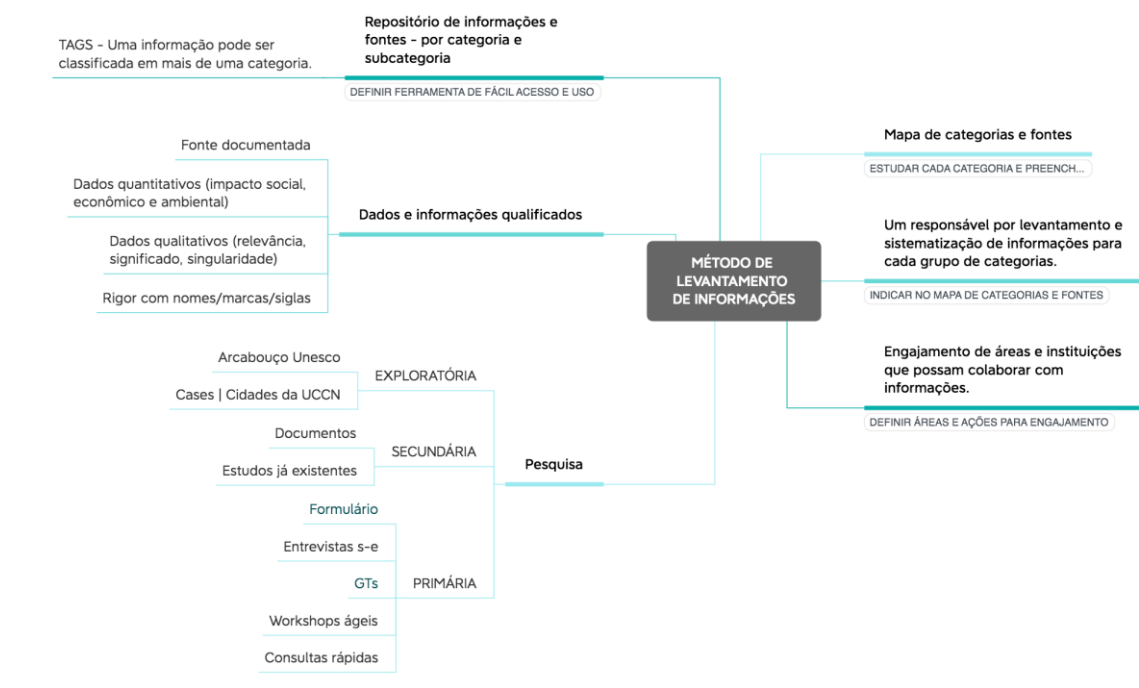 Repositório de informações e
fontes - por categoria e
subcategoria
DEFINIR FERRAMENTA DE FÁCIL ACESSO E USO
TAGS - Uma informação pode ser
classificada em mais de uma categoria.
Dados e informações qualificados
Fonte documentada
Dados quantitativos (impacto social,
econômico e ambiental)
Dados qualitativos (relevância,
significado, singularidade)
Rigor com nomes/marcas/siglas
Pesquisa
EXPLORATÓRIA
Arcabouço Unesco
Cases | Cidades da UCCN
SECUNDÁRIA
Documentos
Estudos já existentes
PRIMÁRIA
Formulário
Entrevistas s-e
GTs
Workshops ágeis
Consultas rápidas
MÉTODO DE
LEVANTAMENTO
DE INFORMAÇÕES
Mapa de categorias e fontes
ESTUDAR CADA CATEGORIA E PREENCH...
Um responsável por levantamento e
sistematização de informações para
cada grupo de categorias.
INDICAR NO MAPA DE CATEGORIAS E FONTES
Engajamento de áreas e instituições
que possam colaborar com
informações.
DEFINIR ÁREAS E AÇÕES PARA ENGAJAMENTO